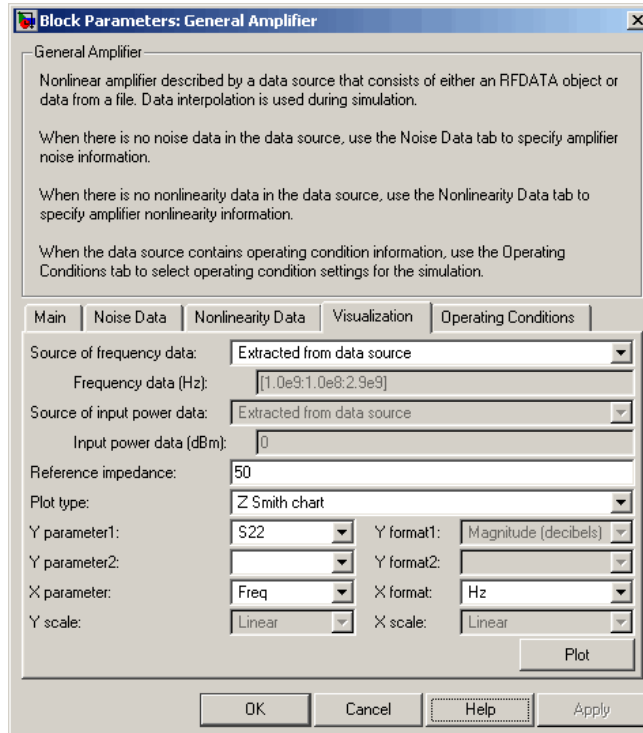 Block Parameters: General Amplifier
General Amplifier
Nonlinear amplifier described by a data source that consists of either an RFDATA object or
data from a file. Data interpolation is used during simulation.
When there is no noise data in the data source, use the Noise Data tab to specify amplifier
noise information.
When there is no nonlinearity data in the data source, use the Nonlinearity Data tab to
specify amplifier nonlinearity information.
When the data source contains operating condition information, use the Operating
Conditions tab to select operating condition settings for the simulation.
Main Noise Data Nonlinearity Data Visualization Operating Conditions
Source of frequency data: Extracted from data source
Frequency data (Hz): [1.0e9:1.0e8:2.9e9]
Source of input power data: Extracted from data source
Input power data (dBm): 0
Reference impedance: 50
Plot type: Z Smith chart
Y parameter1: S22 Y format1: Magnitude (decibels)
Y parameter2: Y format2:
X parameter: Freq X format: Hz
Y scale: Linear X scale: Linear
Plot
OK Cancel Help Apply